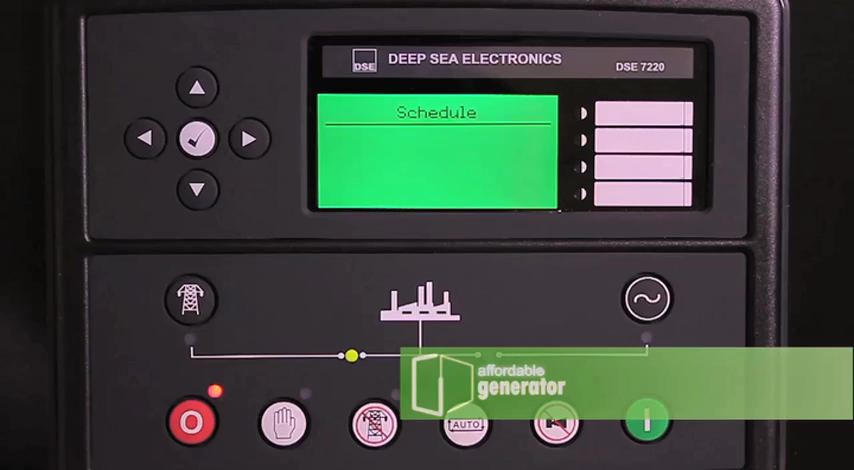 DSE
DEEP SEA ELECTRONICS
DSE 7220
Schedule
affordable
generator
O
AUTO
I